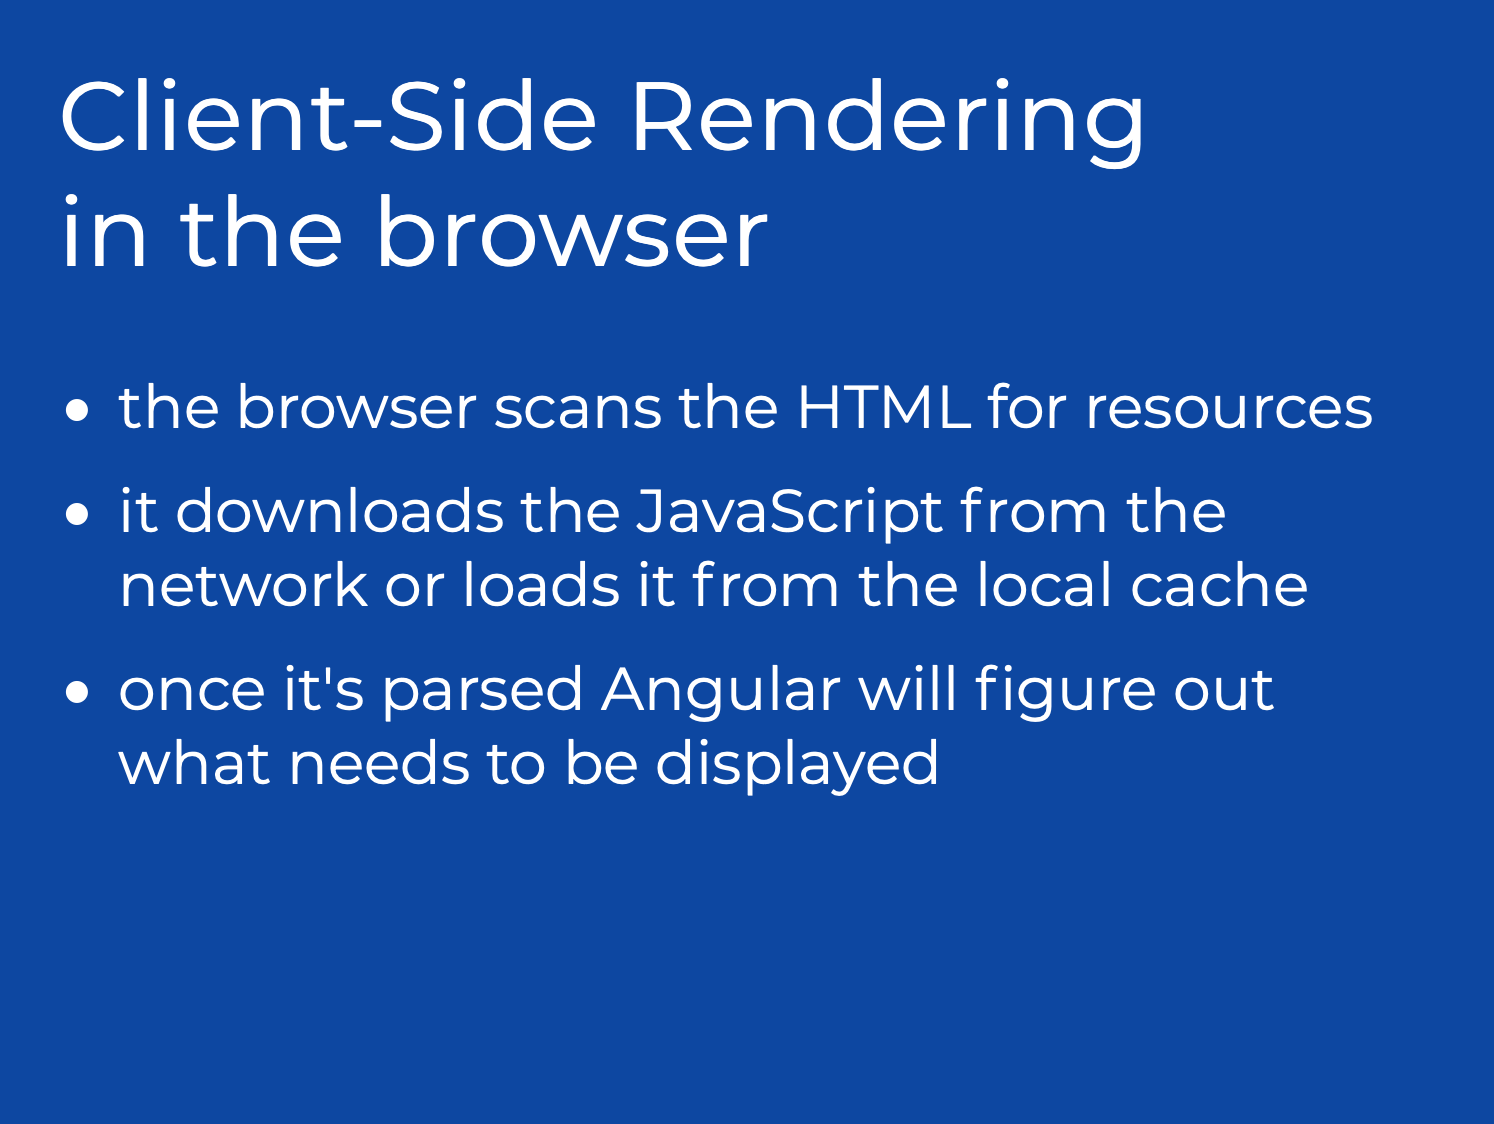 Client-Side Rendering
in the browser
• the browser scans the HTML for resources
• it downloads the JavaScript from the
network or loads it from the local cache
• once it's parsed Angular will figure out
what needs to be displayed